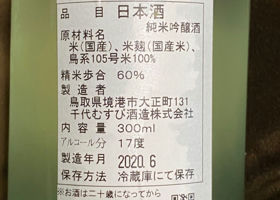 品目 日本酒
純米吟醸酒
原材料名
米(国産)、米麹(国産米)、
鳥系105号米100%
精米歩合 60%
製造者
鳥取県境港市大正町131
千代むすび酒造株式会社
内容量 300ml
アルコール分 17度
製造年月 2020.6
保存方法 冷蔵庫にて保存
※お酒は二十歳になってから